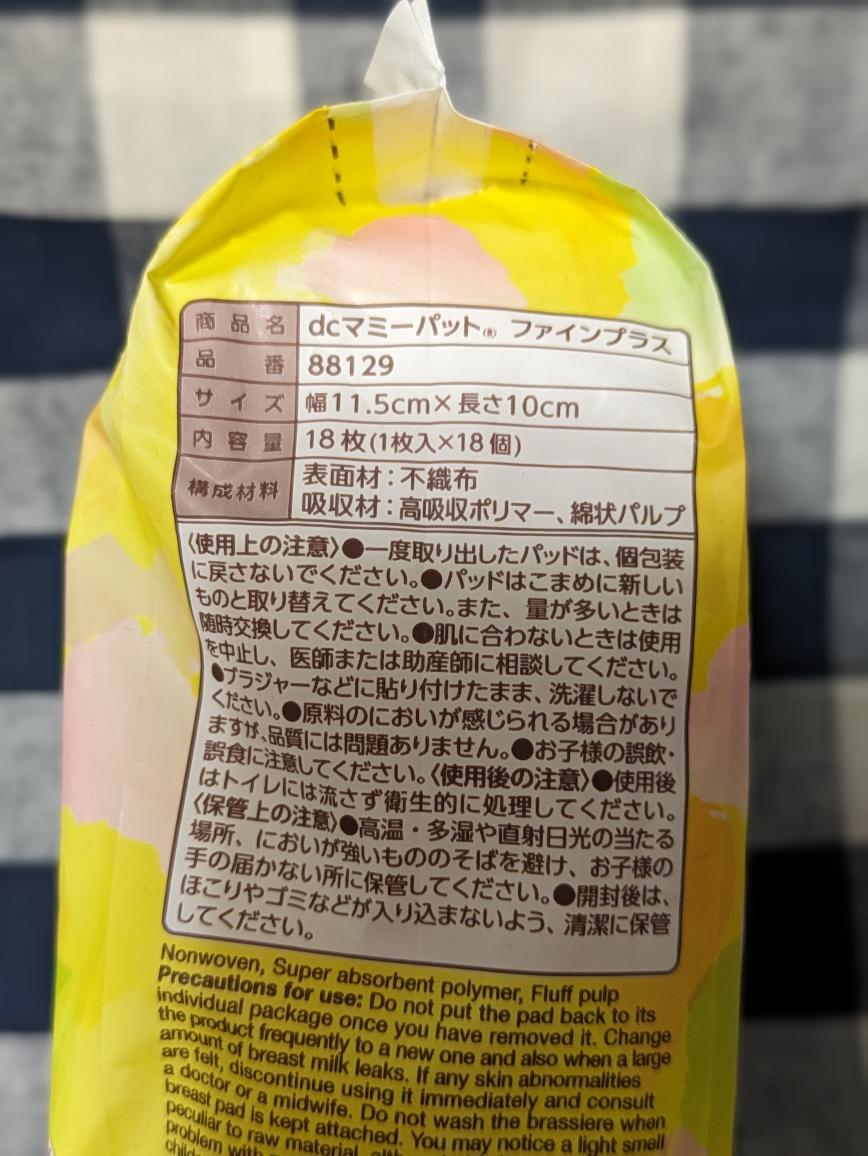 商品名 dcマミーパット® ファインプラス
品番 88129
サイズ 幅11.5cm×長さ10cm
内容量 18枚(1枚入×18個)
構成材料 表面材:不織布
吸収材:高吸収ポリマー、綿状パルプ
〈使用上の注意〉●一度取り出したパッドは、個包装
に戻さないでください。●パッドはこまめに新しい
ものと取り替えてください。また、量が多いときは
随時交換してください。●肌に合わないときは使用
を中止し、医師または助産師に相談してください。
●ブラジャーなどに貼り付けたまま、洗濯しないで
ください。●原料のにおいが感じられる場合があり
ますが、品質には問題ありません。●お子様の誤飲・
誤食に注意してください。〈使用後の注意〉●使用後
はトイレには流さず衛生的に処理してください。
〈保管上の注意〉●高温・多湿や直射日光の当たる
場所、においが強いもののそばを避け、お子様の
手の届かない所に保管してください。●開封後は、
ほこりやゴミなどが入り込まないよう、清潔に保管
してください。
Nonwoven, Super absorbent polymer, Fluff pulp
Precautions for use: Do not put the pad back to its
individual package once you have removed it. Change
the product frequently to a new one and also when a large
amount of breast milk leaks. If any skin abnormalities
are felt, discontinue using it immediately and consult
a doctor or a midwife. Do not wash the brassiere when
breast pad is kept attached. You may notice a light smell
peculiar to raw material,
problem with